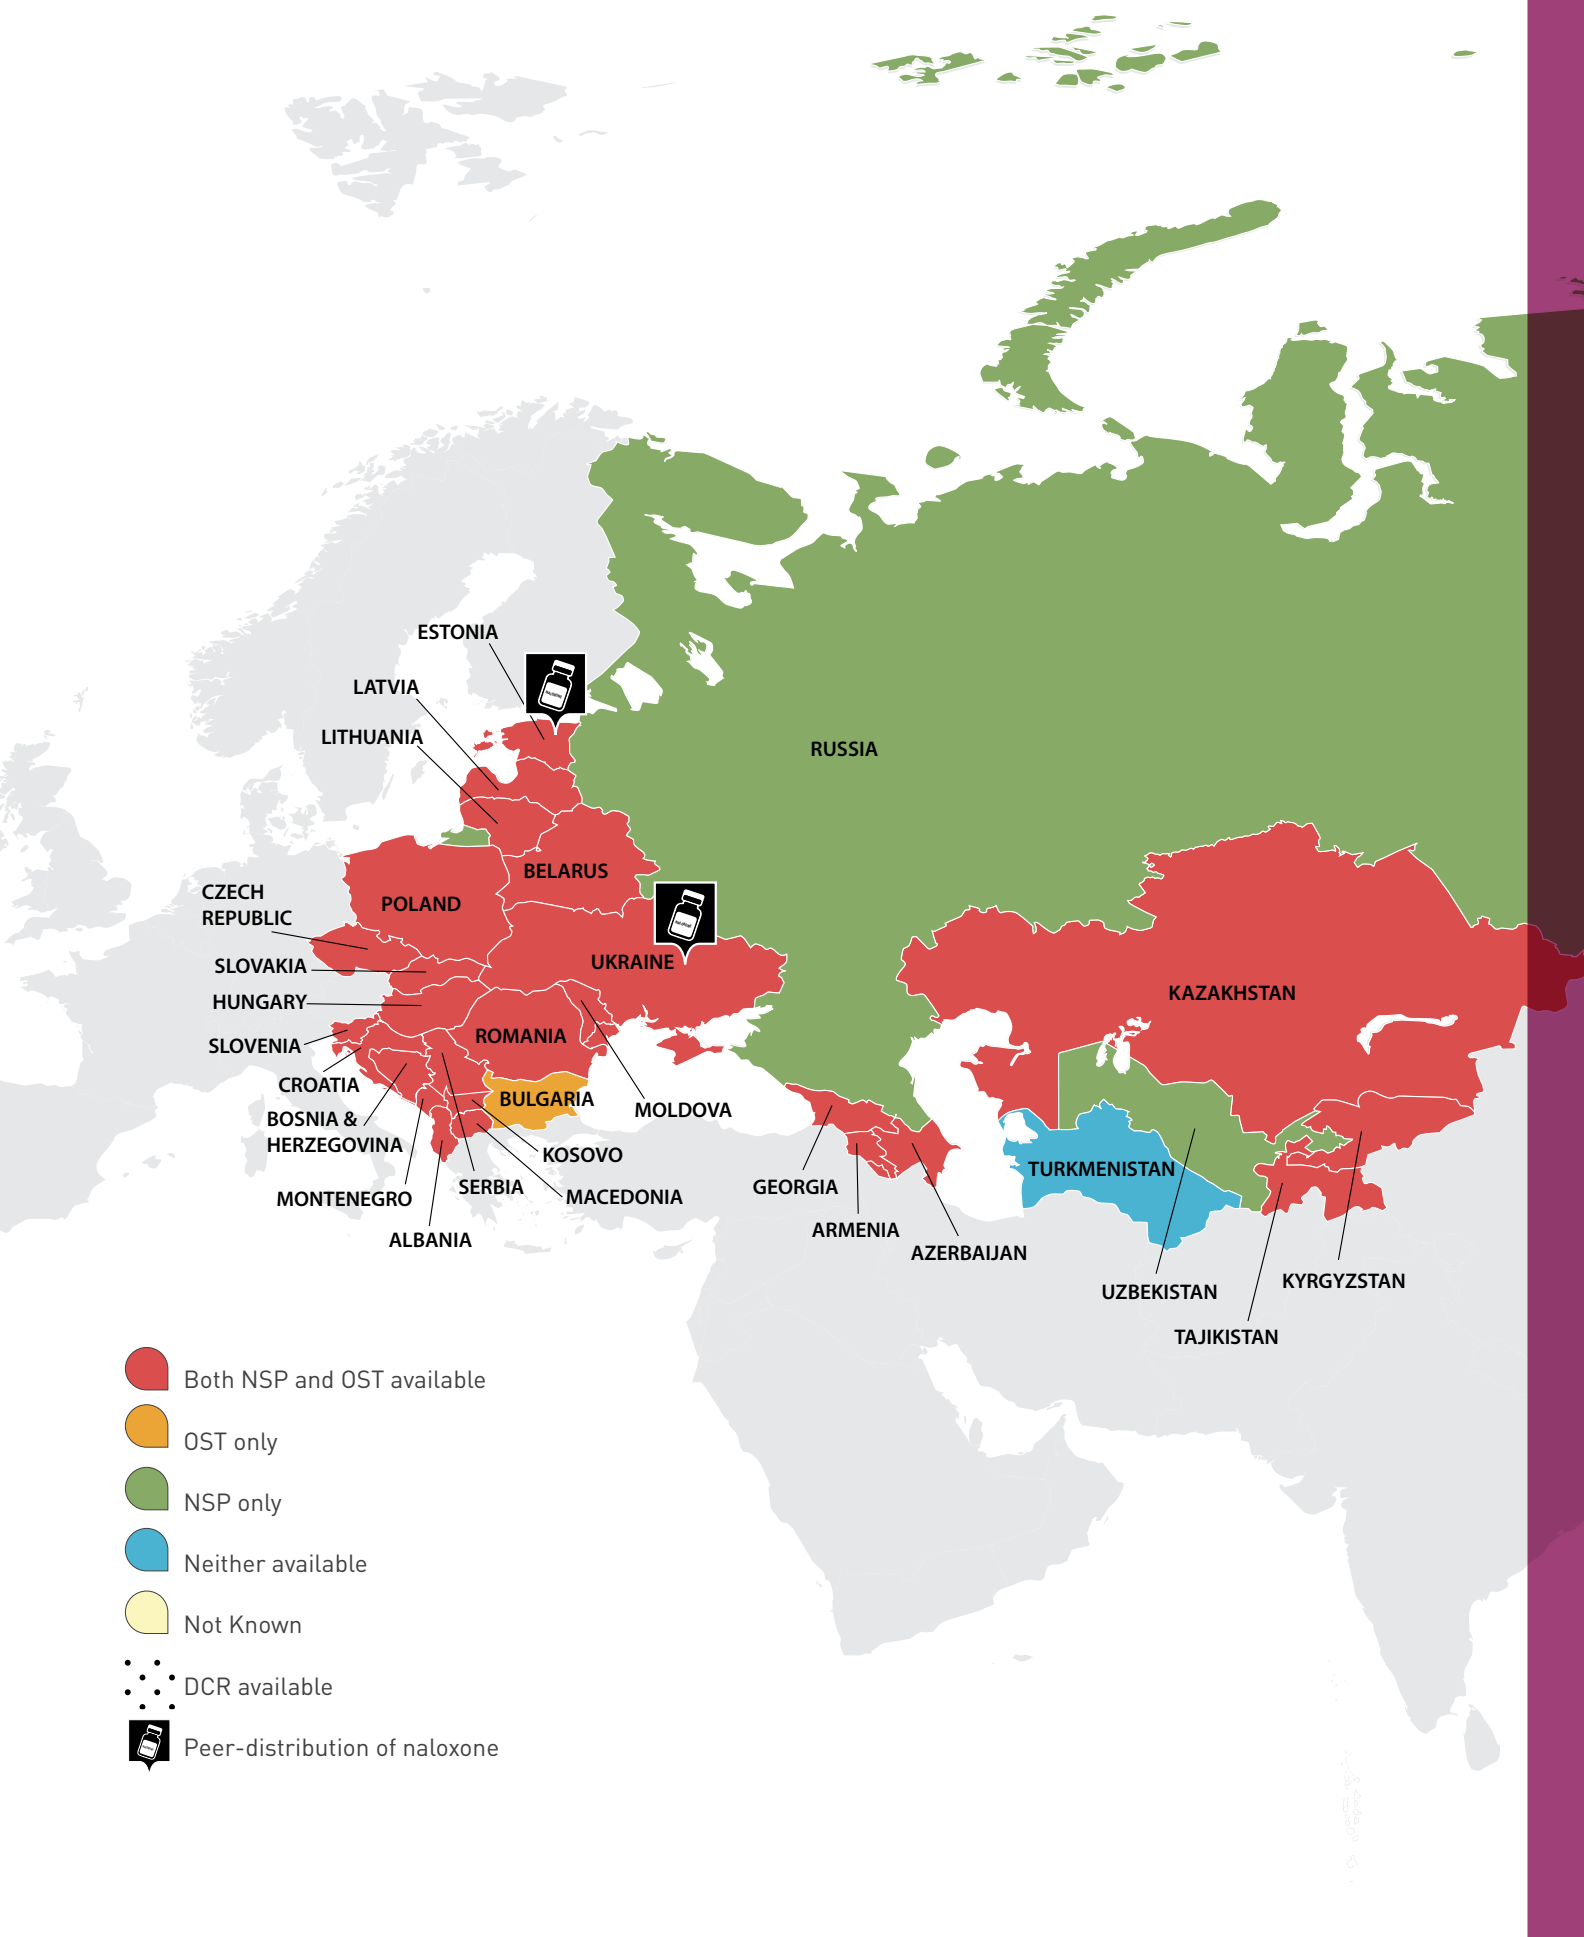 ESTONIA
LATVIA
LITHUANIA
RUSSIA
BELARUS
CZECH
REPUBLIC
POLAND
UKRAINE
SLOVAKIA
KAZAKHSTAN
HUNGARY
ROMANIA
SLOVENIA
CROATIA
BULGARIA
MOLDOVA
BOSNIA &
HERZEGOVINA
KOSOVO
TURKMENISTAN
SERBIA
GEORGIA
MONTENEGRO
MACEDONIA
ARMENIA
ALBANIA
AZERBAIJAN
KYRGYZSTAN
UZBEKISTAN
TAJIKISTAN
Both NSP and OST available
OST only
NSP only
Neither available
Not Known
DCR available
Peer-distribution of naloxone